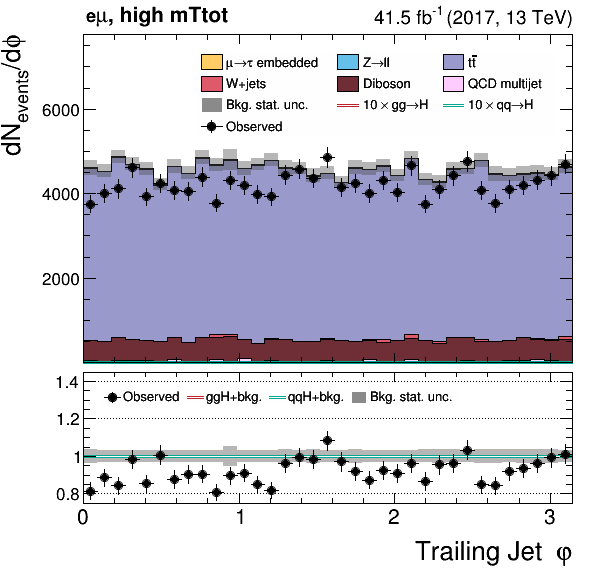 eμ, high mTtot 41.5 fb⁻¹ (2017, 13 TeV)
dN_events/dφ
μ→τ embedded Z→ll tt̄
W+jets Diboson QCD multijet
Bkg. stat. unc. 10 × gg→H 10 × qq→H
Observed
6000
4000
2000
1.4
Observed ggH+bkg. qqH+bkg. Bkg. stat. unc.
1.2
1
0.8
0 1 2 3
Trailing Jet φ